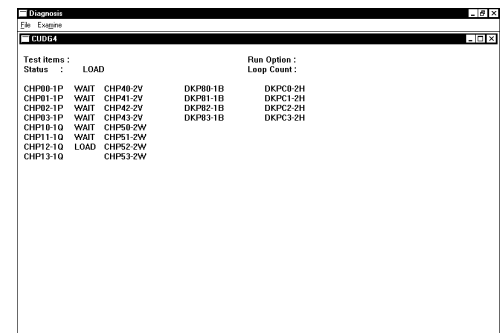 Diagnosis
File Examine
CUDG4
Test items : Run Option :
Status : LOAD Loop Count :
CHP00-1P WAIT CHP40-2V DKP80-1B DKPC0-2H
CHP01-1P WAIT CHP41-2V DKP81-1B DKPC1-2H
CHP02-1P WAIT CHP42-2V DKP82-1B DKPC2-2H
CHP03-1P WAIT CHP43-2V DKP83-1B DKPC3-2H
CHP10-1Q WAIT CHP50-2W
CHP11-1Q WAIT CHP51-2W
CHP12-1Q LOAD CHP52-2W
CHP13-1Q CHP53-2W